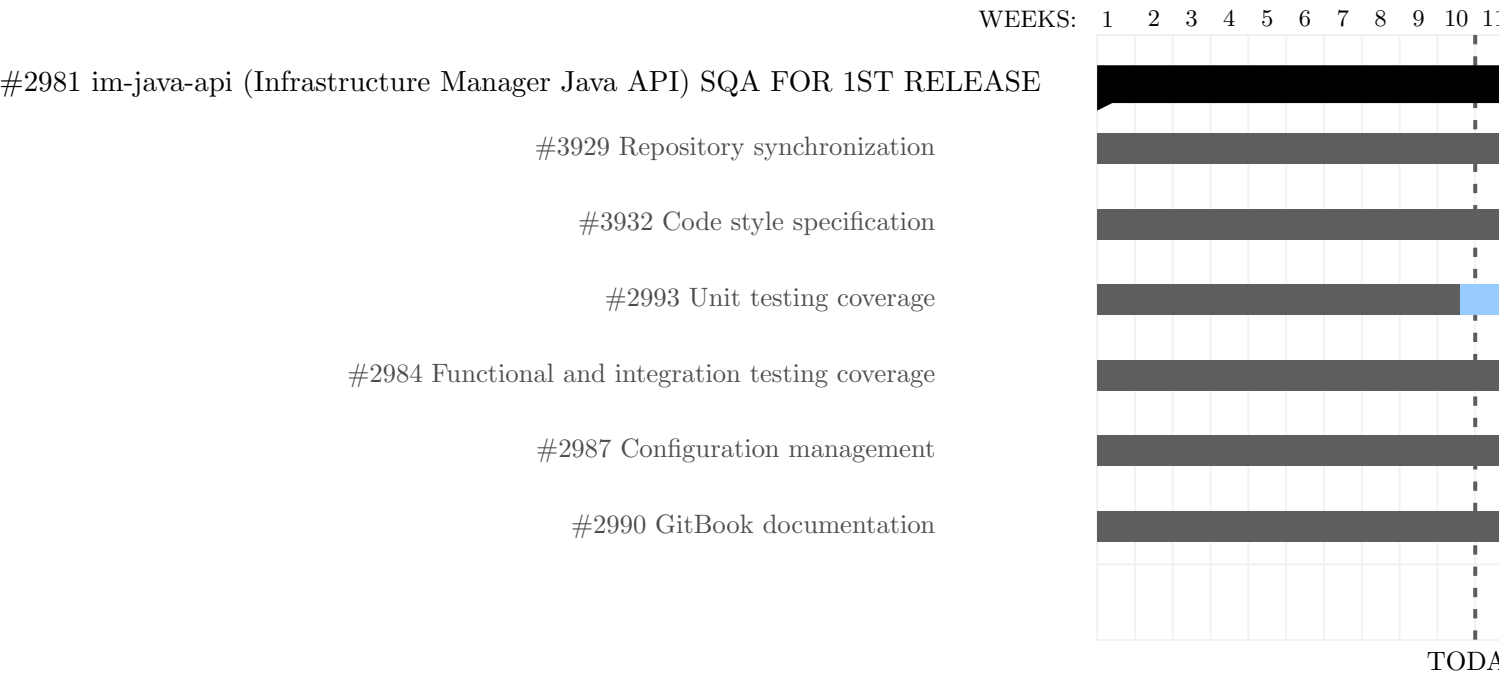 WEEKS: 1 2 3 4 5 6 7 8 9 10 11
#2981 im-java-api (Infrastructure Manager Java API) SQA FOR 1ST RELEASE
#3929 Repository synchronization
#3932 Code style specification
#2993 Unit testing coverage
#2984 Functional and integration testing coverage
#2987 Configuration management
#2990 GitBook documentation
TODA